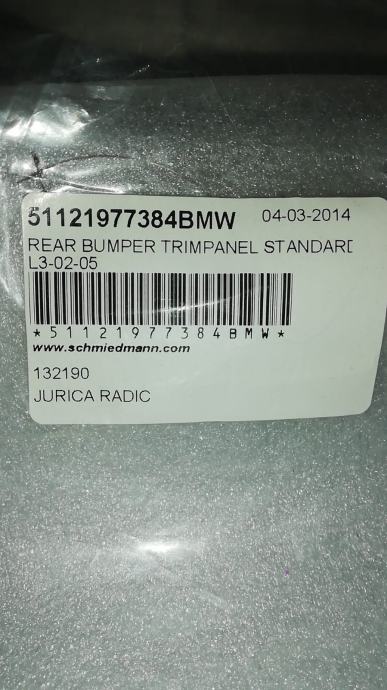 51121977384BMW 04-03-2014
REAR BUMPER TRIMPANEL STANDARD
L3-02-05
*51121977384BMW*
www.schmiedmann.com
132190
JURICA RADIC